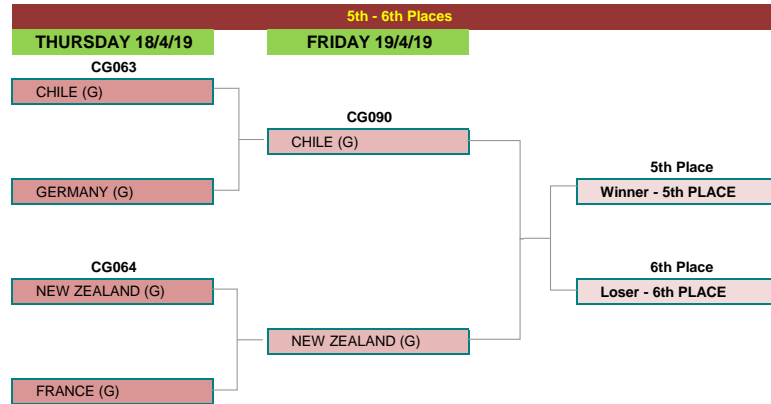 5th - 6th Places
THURSDAY 18/4/19
FRIDAY 19/4/19
CG063
CHILE (G)
CG090
CHILE (G)
5th Place
GERMANY (G)
Winner - 5th PLACE
CG064
6th Place
NEW ZEALAND (G)
Loser - 6th PLACE
NEW ZEALAND (G)
FRANCE (G)